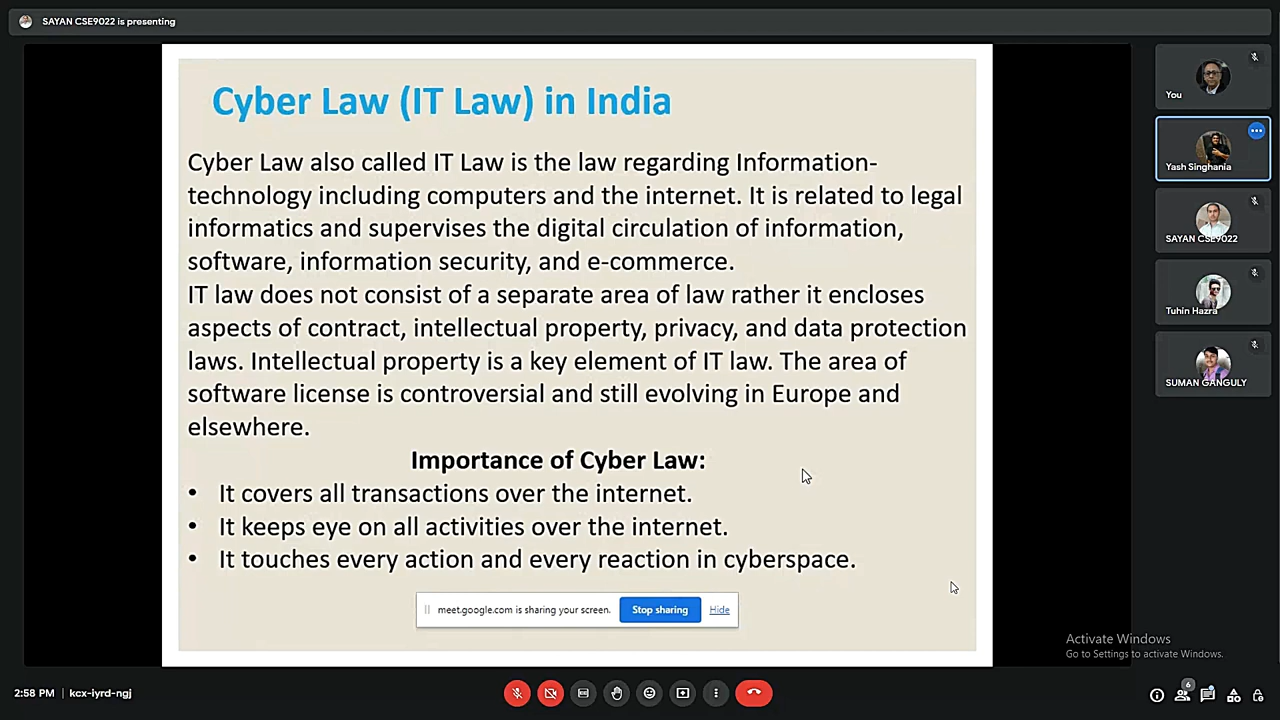 SAYAN CSE9022 is presenting
Cyber Law (IT Law) in India
Cyber Law also called IT Law is the law regarding Information-
technology including computers and the internet. It is related to legal
informatics and supervises the digital circulation of information,
software, information security, and e-commerce.
IT law does not consist of a separate area of law rather it encloses
aspects of contract, intellectual property, privacy, and data protection
laws. Intellectual property is a key element of IT law. The area of
software license is controversial and still evolving in Europe and
elsewhere.
Importance of Cyber Law:
• It covers all transactions over the internet.
• It keeps eye on all activities over the internet.
• It touches every action and every reaction in cyberspace.
meet.google.com is sharing your screen. Stop sharing Hide
You
Yash Singhania
SAYAN CSE9022
Tuhin Hazra
SUMAN GANGULY
Activate Windows
Go to Settings to activate Windows.
2:58 PM | kcx-iyrd-ngj
6